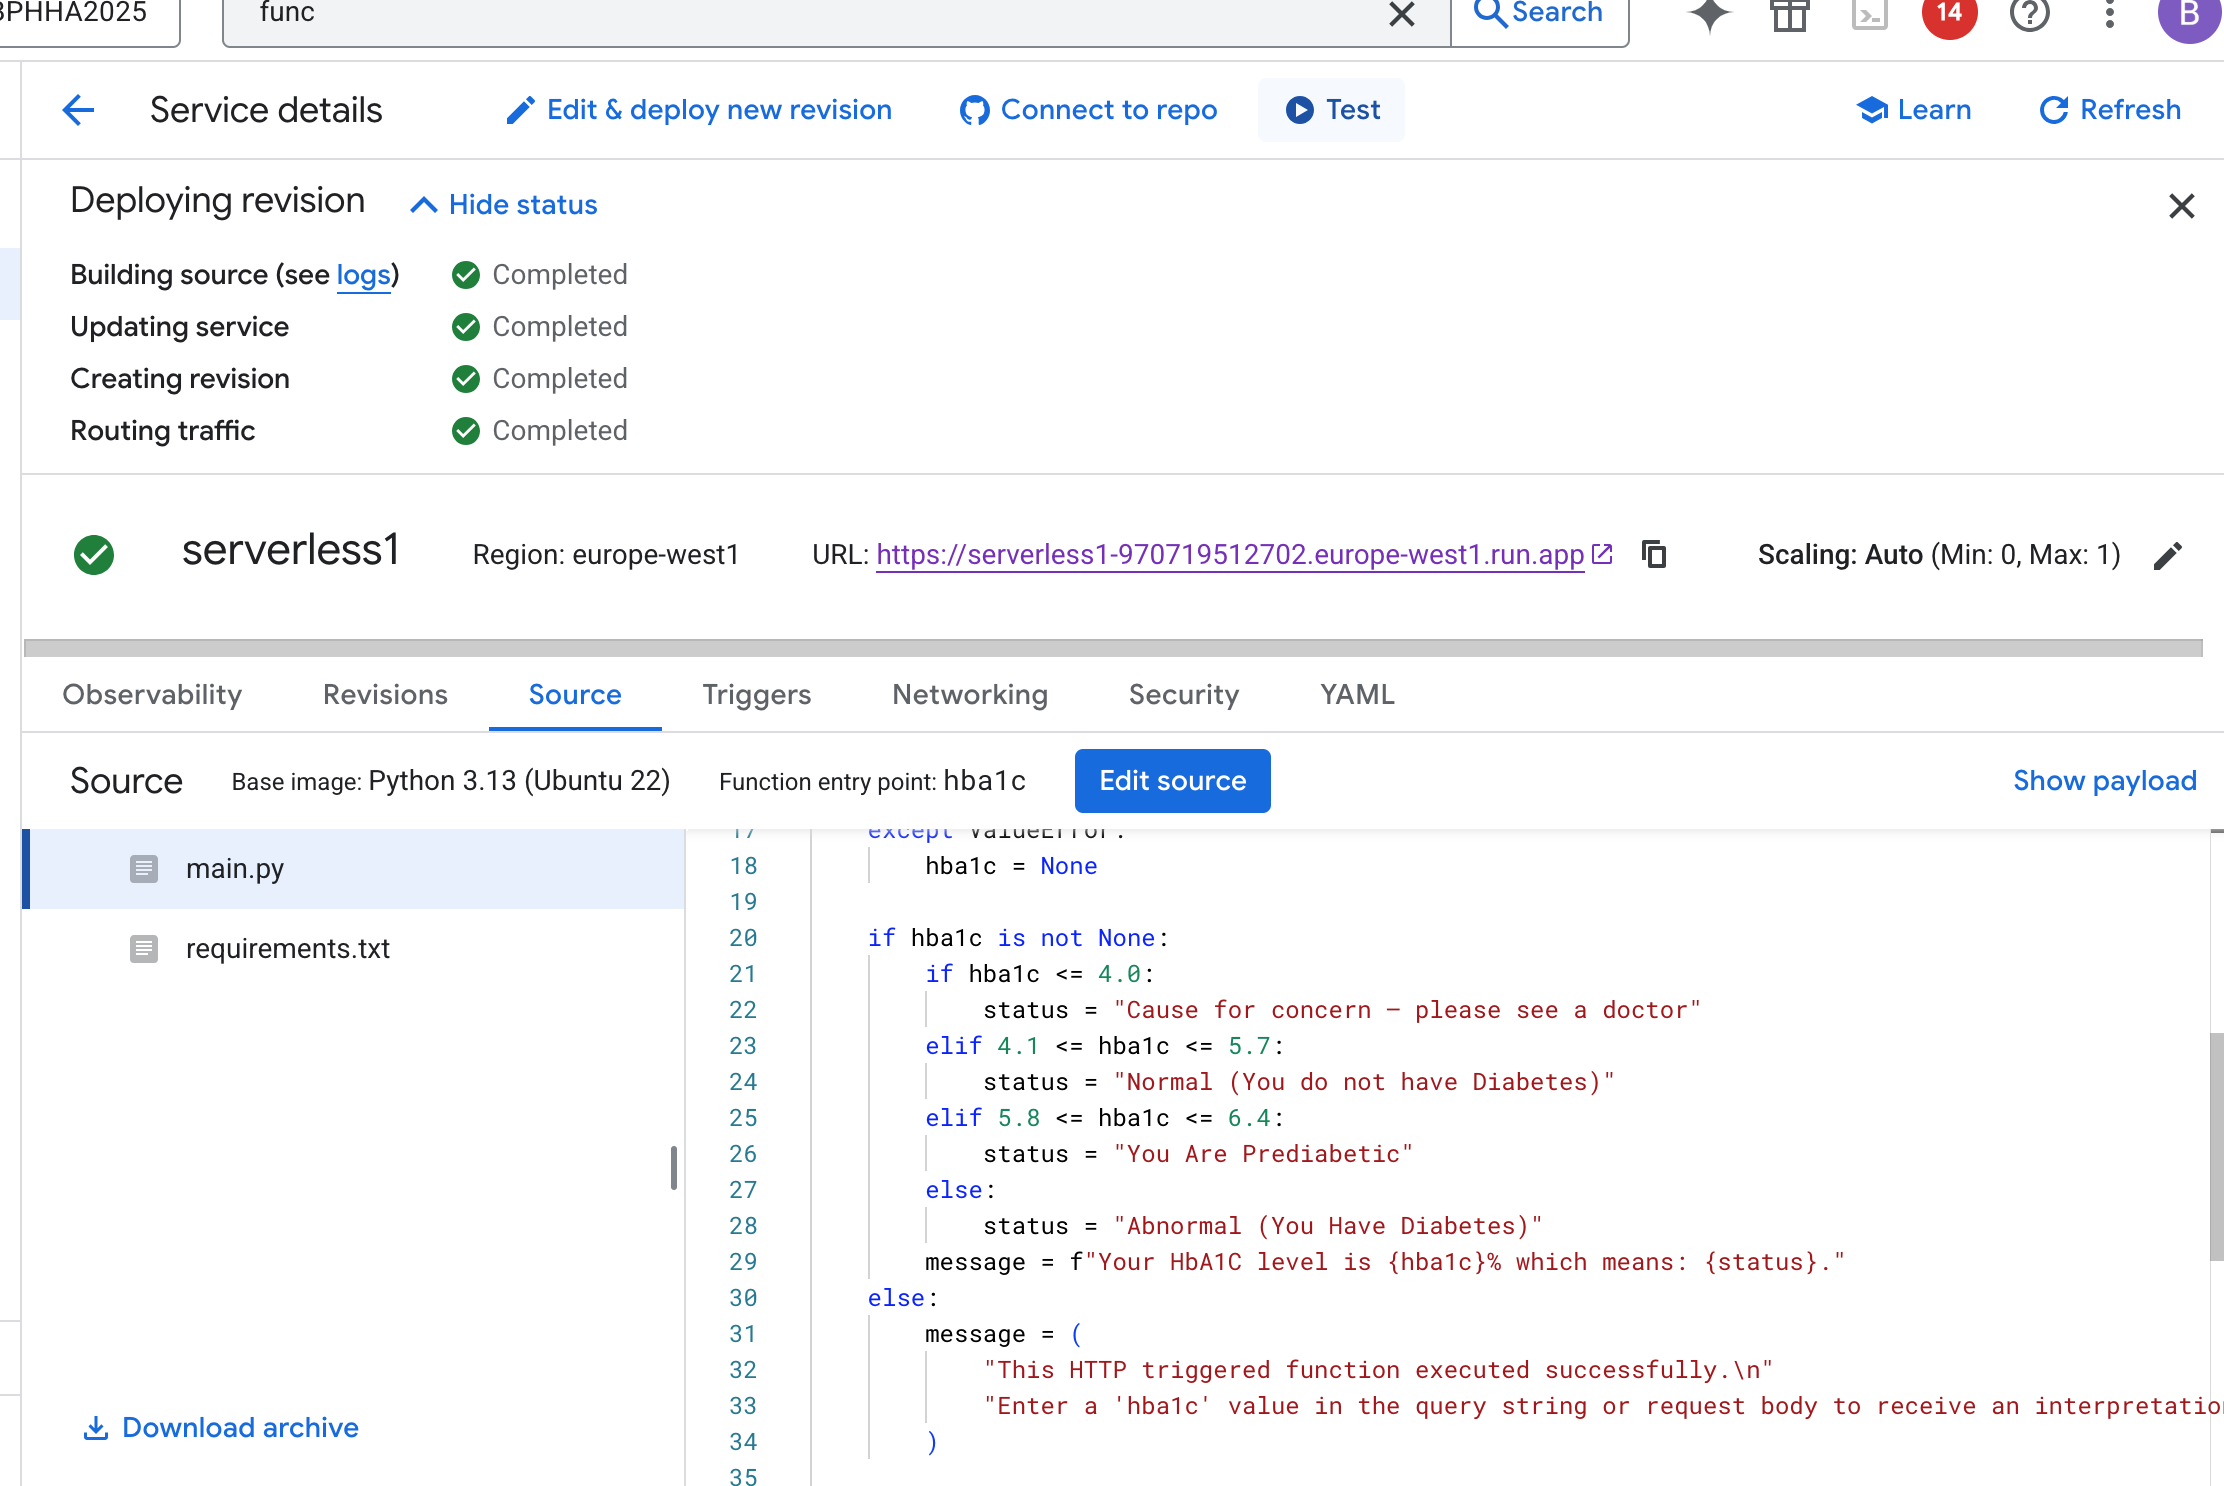 BPHHA2025
func
Search
14
B
Service details
Edit & deploy new revision
Connect to repo
Test
Learn
Refresh
Deploying revision
Hide status
Building source (see logs)
Completed
Updating service
Completed
Creating revision
Completed
Routing traffic
Completed
serverless1
Region: europe-west1
URL: https://serverless1-970719512702.europe-west1.run.app
Scaling: Auto (Min: 0, Max: 1)
Observability
Revisions
Source
Triggers
Networking
Security
YAML
Source
Base image: Python 3.13 (Ubuntu 22)
Function entry point: hba1c
Edit source
Show payload
main.py
requirements.txt
Download archive
17 except ValueError:
18 hba1c = None
19
20 if hba1c is not None:
21 if hba1c <= 4.0:
22 status = "Cause for concern – please see a doctor"
23 elif 4.1 <= hba1c <= 5.7:
24 status = "Normal (You do not have Diabetes)"
25 elif 5.8 <= hba1c <= 6.4:
26 status = "You Are Prediabetic"
27 else:
28 status = "Abnormal (You Have Diabetes)"
29 message = f"Your HbA1C level is {hba1c}% which means: {status}."
30 else:
31 message = (
32 "This HTTP triggered function executed successfully.\n"
33 "Enter a 'hba1c' value in the query string or request body to receive an interpretatio
34 )
35